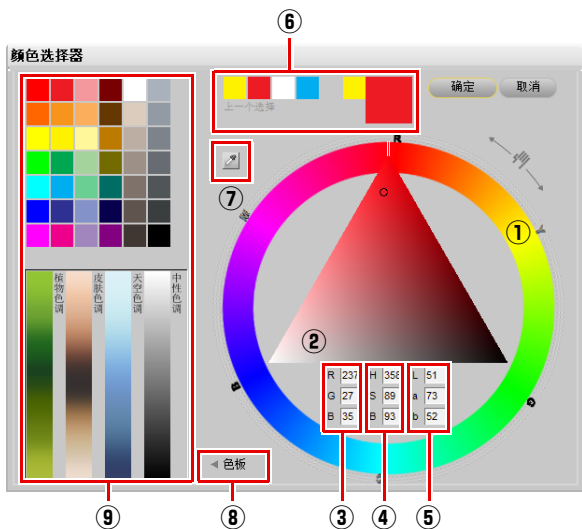 ⑥
颜色选择器
上一个选择
确定
取消
R
⑦
M
Y
①
植物色调
皮肤色调
天空色调
中性色调
②
R 237 H 358 L 51
G 27 S 89 a 73
B 35 B 93 b 52
B
G
C
色板
⑨
⑧
③
④
⑤